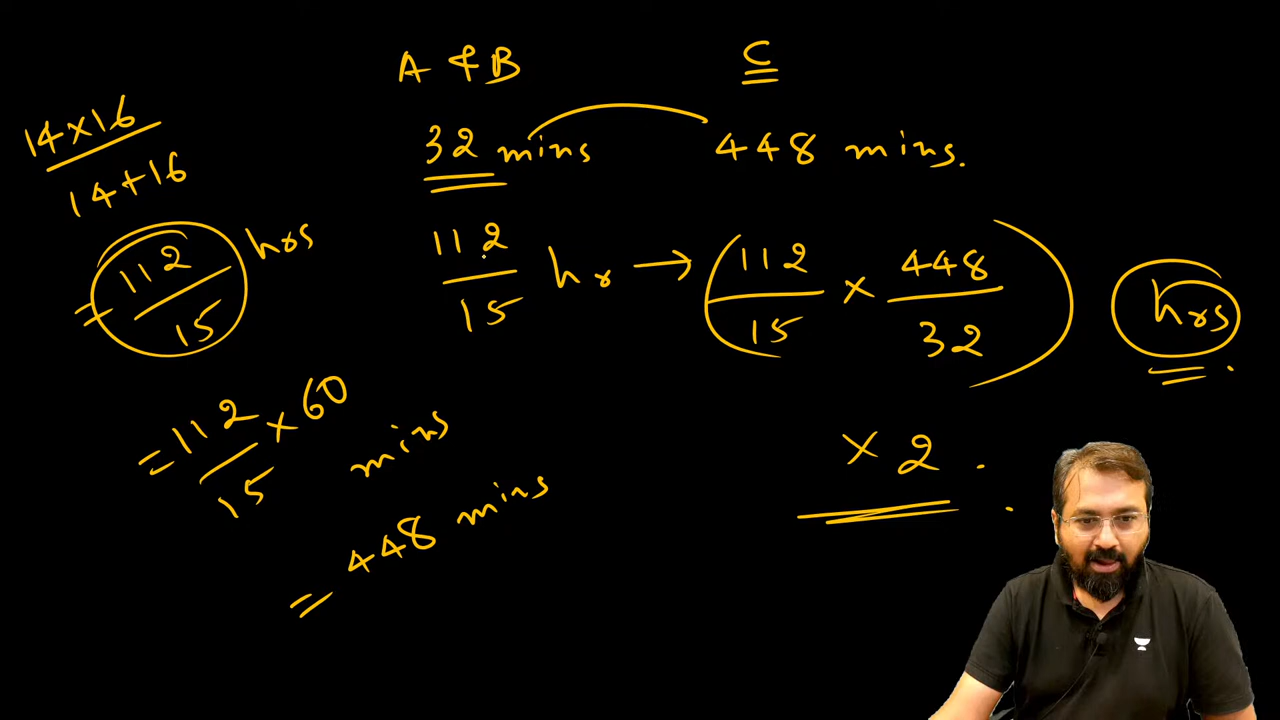 A & B
C
14×16
14+16
32 mins
448 mins.
= 112/15 hrs
112/15 hr → (112/15 × 448/32) hrs
= 112/15 × 60 mins
× 2 .
= 448 mins